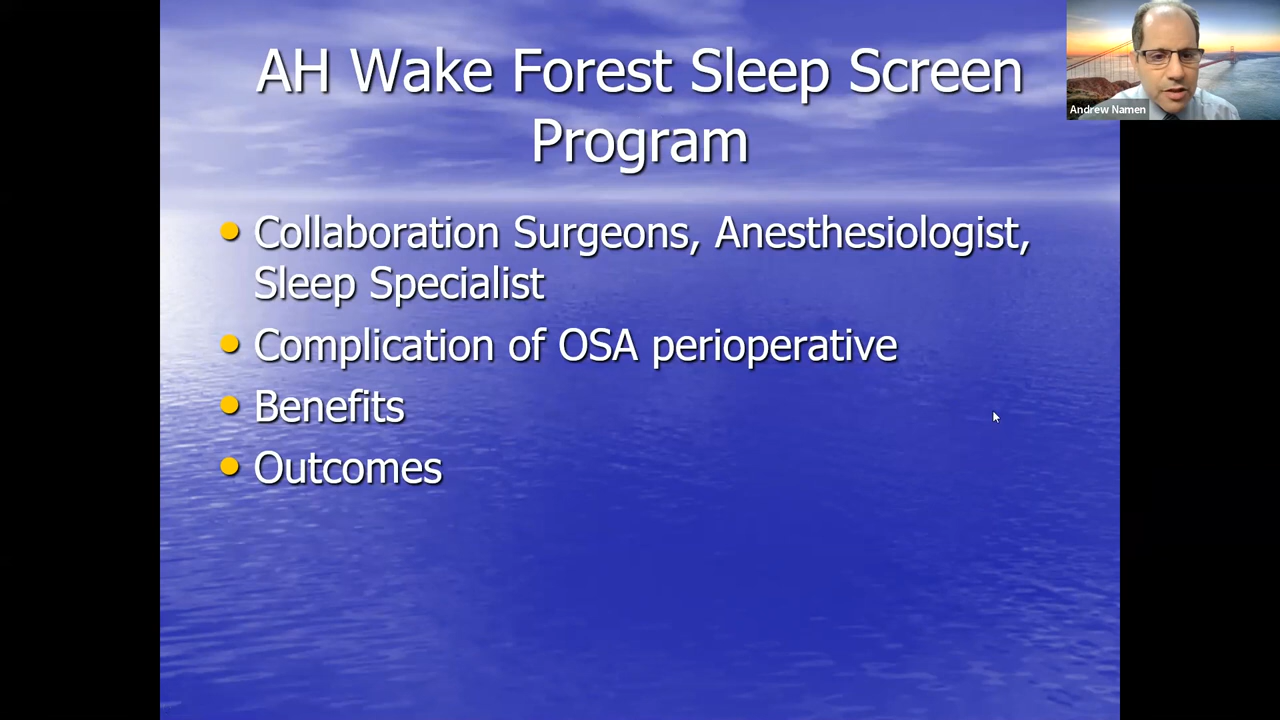 AH Wake Forest Sleep Screen
Program
Andrew Namen
Collaboration Surgeons, Anesthesiologist,
Sleep Specialist
Complication of OSA perioperative
Benefits
Outcomes